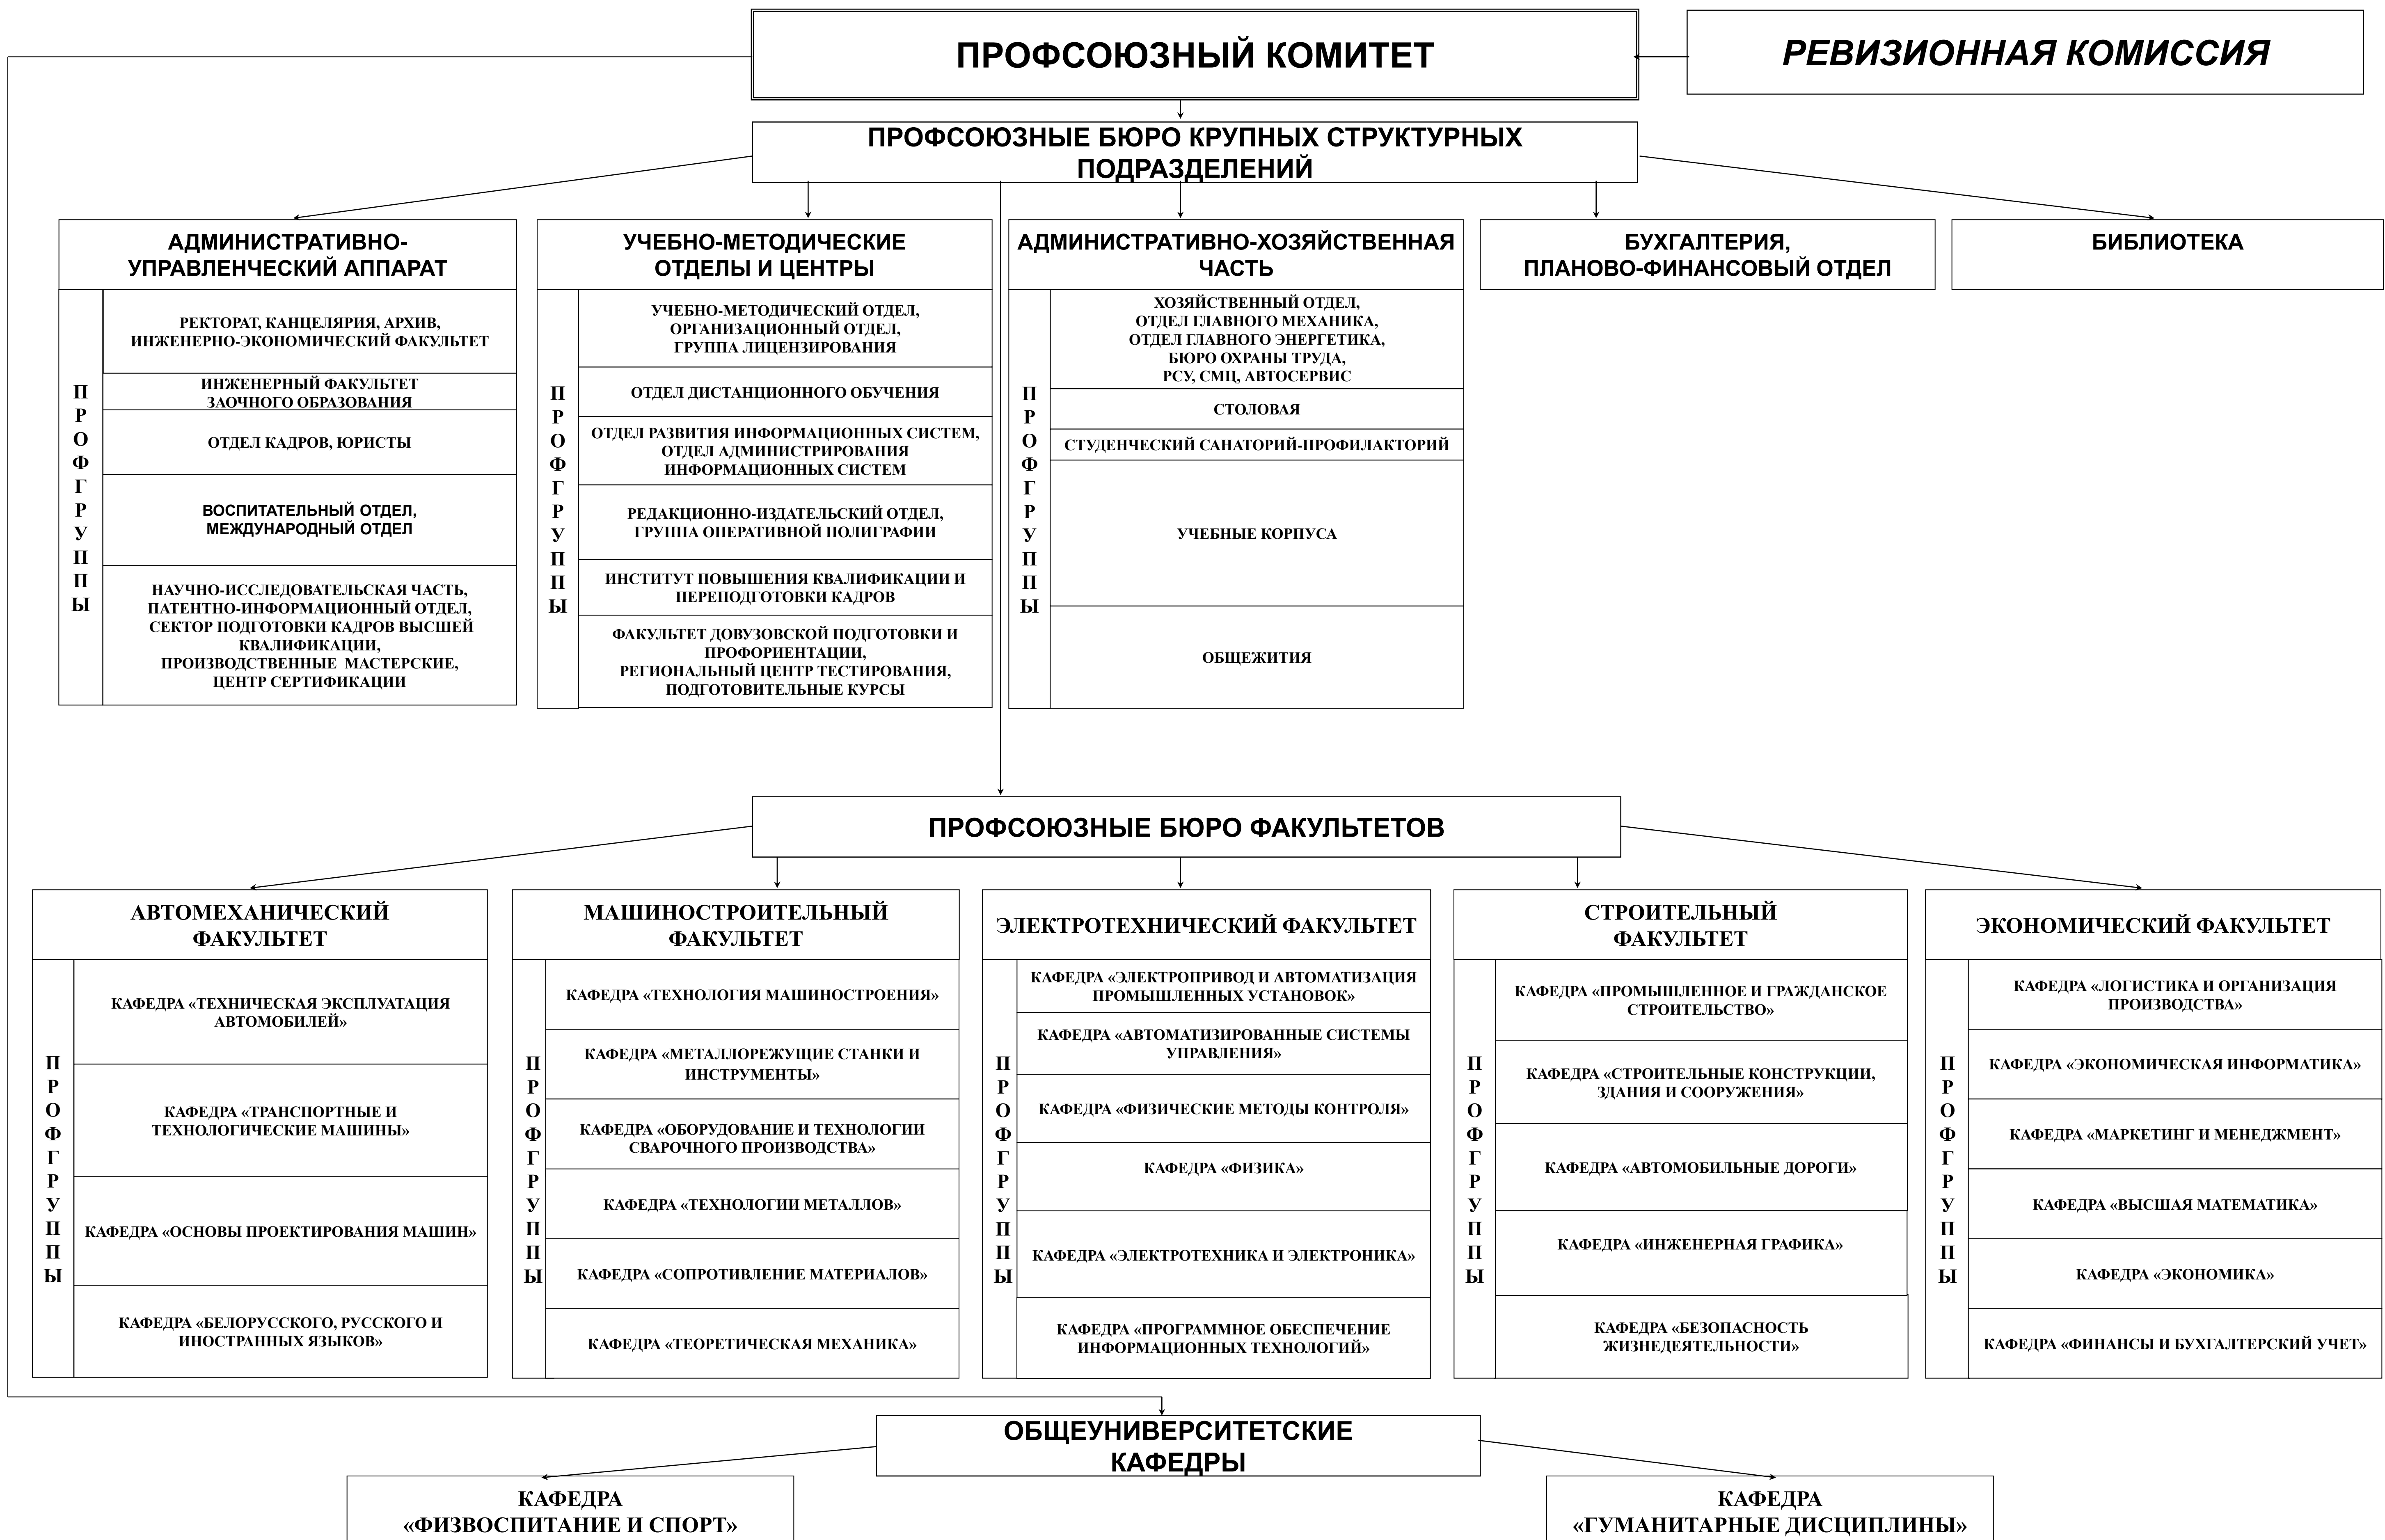 ПРОФСОЮЗНЫЙ КОМИТЕТ
РЕВИЗИОННАЯ КОМИССИЯ
ПРОФСОЮЗНЫЕ БЮРО КРУПНЫХ СТРУКТУРНЫХ
ПОДРАЗДЕЛЕНИЙ
АДМИНИСТРАТИВНО-
УПРАВЛЕНЧЕСКИЙ АППАРАТ
ПРОФГРУППЫ
РЕКТОРАТ, КАНЦЕЛЯРИЯ, АРХИВ,
ИНЖЕНЕРНО-ЭКОНОМИЧЕСКИЙ ФАКУЛЬТЕТ
ИНЖЕНЕРНЫЙ ФАКУЛЬТЕТ
ЗАОЧНОГО ОБРАЗОВАНИЯ
ОТДЕЛ КАДРОВ, ЮРИСТЫ
ВОСПИТАТЕЛЬНЫЙ ОТДЕЛ,
МЕЖДУНАРОДНЫЙ ОТДЕЛ
НАУЧНО-ИССЛЕДОВАТЕЛЬСКАЯ ЧАСТЬ,
ПАТЕНТНО-ИНФОРМАЦИОННЫЙ ОТДЕЛ,
СЕКТОР ПОДГОТОВКИ КАДРОВ ВЫСШЕЙ
КВАЛИФИКАЦИИ,
ПРОИЗВОДСТВЕННЫЕ МАСТЕРСКИЕ,
ЦЕНТР СЕРТИФИКАЦИИ
УЧЕБНО-МЕТОДИЧЕСКИЕ
ОТДЕЛЫ И ЦЕНТРЫ
ПРОФГРУППЫ
УЧЕБНО-МЕТОДИЧЕСКИЙ ОТДЕЛ,
ОРГАНИЗАЦИОННЫЙ ОТДЕЛ,
ГРУППА ЛИЦЕНЗИРОВАНИЯ
ОТДЕЛ ДИСТАНЦИОННОГО ОБУЧЕНИЯ
ОТДЕЛ РАЗВИТИЯ ИНФОРМАЦИОННЫХ СИСТЕМ,
ОТДЕЛ АДМИНИСТРИРОВАНИЯ
ИНФОРМАЦИОННЫХ СИСТЕМ
РЕДАКЦИОННО-ИЗДАТЕЛЬСКИЙ ОТДЕЛ,
ГРУППА ОПЕРАТИВНОЙ ПОЛИГРАФИИ
ИНСТИТУТ ПОВЫШЕНИЯ КВАЛИФИКАЦИИ И
ПЕРЕПОДГОТОВКИ КАДРОВ
ФАКУЛЬТЕТ ДОВУЗОВСКОЙ ПОДГОТОВКИ И
ПРОФОРИЕНТАЦИИ,
РЕГИОНАЛЬНЫЙ ЦЕНТР ТЕСТИРОВАНИЯ,
ПОДГОТОВИТЕЛЬНЫЕ КУРСЫ
АДМИНИСТРАТИВНО-ХОЗЯЙСТВЕННАЯ
ЧАСТЬ
ПРОФГРУППЫ
ХОЗЯЙСТВЕННЫЙ ОТДЕЛ,
ОТДЕЛ ГЛАВНОГО МЕХАНИКА,
ОТДЕЛ ГЛАВНОГО ЭНЕРГЕТИКА,
БЮРО ОХРАНЫ ТРУДА,
РСУ, СМЦ, АВТОСЕРВИС
СТОЛОВАЯ
СТУДЕНЧЕСКИЙ САНАТОРИЙ-ПРОФИЛАКТОРИЙ
УЧЕБНЫЕ КОРПУСА
ОБЩЕЖИТИЯ
БУХГАЛТЕРИЯ,
ПЛАНОВО-ФИНАНСОВЫЙ ОТДЕЛ
БИБЛИОТЕКА
ПРОФСОЮЗНЫЕ БЮРО ФАКУЛЬТЕТОВ
АВТОМЕХАНИЧЕСКИЙ
ФАКУЛЬТЕТ
ПРОФГРУППЫ
КАФЕДРА «ТЕХНИЧЕСКАЯ ЭКСПЛУАТАЦИЯ
АВТОМОБИЛЕЙ»
КАФЕДРА «ТРАНСПОРТНЫЕ И
ТЕХНОЛОГИЧЕСКИЕ МАШИНЫ»
КАФЕДРА «ОСНОВЫ ПРОЕКТИРОВАНИЯ МАШИН»
КАФЕДРА «БЕЛОРУССКОГО, РУССКОГО И
ИНОСТРАННЫХ ЯЗЫКОВ»
МАШИНОСТРОИТЕЛЬНЫЙ
ФАКУЛЬТЕТ
ПРОФГРУППЫ
КАФЕДРА «ТЕХНОЛОГИЯ МАШИНОСТРОЕНИЯ»
КАФЕДРА «МЕТАЛЛОРЕЖУЩИЕ СТАНКИ И
ИНСТРУМЕНТЫ»
КАФЕДРА «ОБОРУДОВАНИЕ И ТЕХНОЛОГИИ
СВАРОЧНОГО ПРОИЗВОДСТВА»
КАФЕДРА «ТЕХНОЛОГИИ МЕТАЛЛОВ»
КАФЕДРА «СОПРОТИВЛЕНИЕ МАТЕРИАЛОВ»
КАФЕДРА «ТЕОРЕТИЧЕСКАЯ МЕХАНИКА»
ЭЛЕКТРОТЕХНИЧЕСКИЙ ФАКУЛЬТЕТ
ПРОФГРУППЫ
КАФЕДРА «ЭЛЕКТРОПРИВОД И АВТОМАТИЗАЦИЯ
ПРОМЫШЛЕННЫХ УСТАНОВОК»
КАФЕДРА «АВТОМАТИЗИРОВАННЫЕ СИСТЕМЫ
УПРАВЛЕНИЯ»
КАФЕДРА «ФИЗИЧЕСКИЕ МЕТОДЫ КОНТРОЛЯ»
КАФЕДРА «ФИЗИКА»
КАФЕДРА «ЭЛЕКТРОТЕХНИКА И ЭЛЕКТРОНИКА»
КАФЕДРА «ПРОГРАММНОЕ ОБЕСПЕЧЕНИЕ
ИНФОРМАЦИОННЫХ ТЕХНОЛОГИЙ»
СТРОИТЕЛЬНЫЙ
ФАКУЛЬТЕТ
ПРОФГРУППЫ
КАФЕДРА «ПРОМЫШЛЕННОЕ И ГРАЖДАНСКОЕ
СТРОИТЕЛЬСТВО»
КАФЕДРА «СТРОИТЕЛЬНЫЕ КОНСТРУКЦИИ,
ЗДАНИЯ И СООРУЖЕНИЯ»
КАФЕДРА «АВТОМОБИЛЬНЫЕ ДОРОГИ»
КАФЕДРА «ИНЖЕНЕРНАЯ ГРАФИКА»
КАФЕДРА «БЕЗОПАСНОСТЬ
ЖИЗНЕДЕЯТЕЛЬНОСТИ»
ЭКОНОМИЧЕСКИЙ ФАКУЛЬТЕТ
ПРОФГРУППЫ
КАФЕДРА «ЛОГИСТИКА И ОРГАНИЗАЦИЯ
ПРОИЗВОДСТВА»
КАФЕДРА «ЭКОНОМИЧЕСКАЯ ИНФОРМАТИКА»
КАФЕДРА «МАРКЕТИНГ И МЕНЕДЖМЕНТ»
КАФЕДРА «ВЫСШАЯ МАТЕМАТИКА»
КАФЕДРА «ЭКОНОМИКА»
КАФЕДРА «ФИНАНСЫ И БУХГАЛТЕРСКИЙ УЧЕТ»
ОБЩЕУНИВЕРСИТЕТСКИЕ
КАФЕДРЫ
КАФЕДРА
«ФИЗВОСПИТАНИЕ И СПОРТ»
КАФЕДРА
«ГУМАНИТАРНЫЕ ДИСЦИПЛИНЫ»